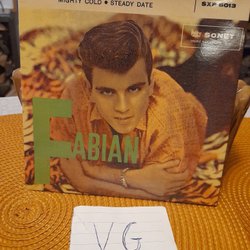 MIGHTY COLD • STEADY DATE
SXP 6013
SONET
FABIAN
VG